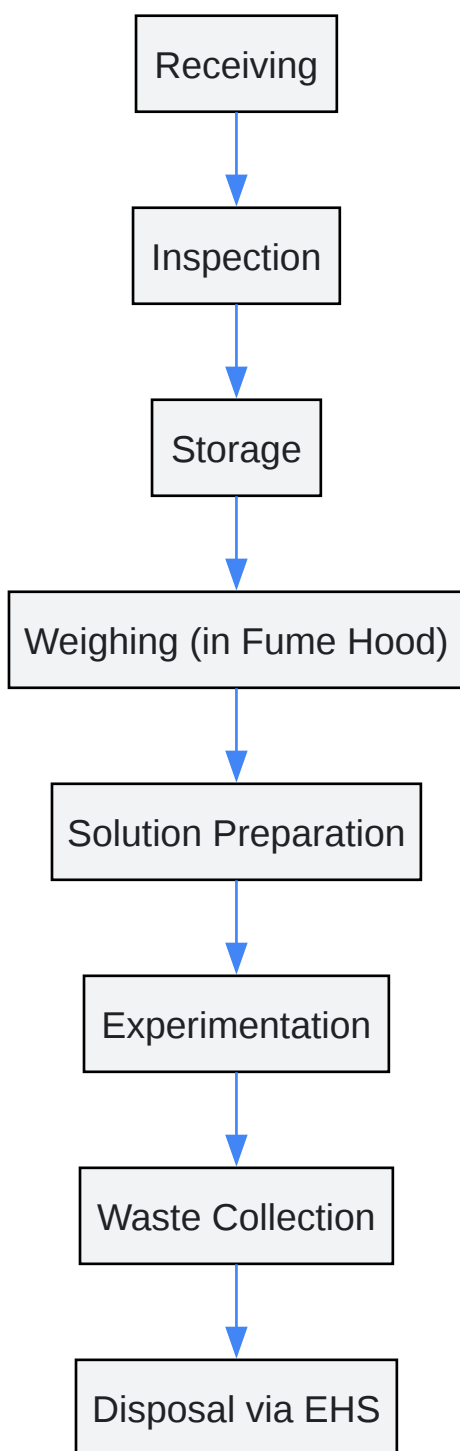 Receiving
Inspection
Storage
Weighing (in Fume Hood)
Solution Preparation
Experimentation
Waste Collection
Disposal via EHS